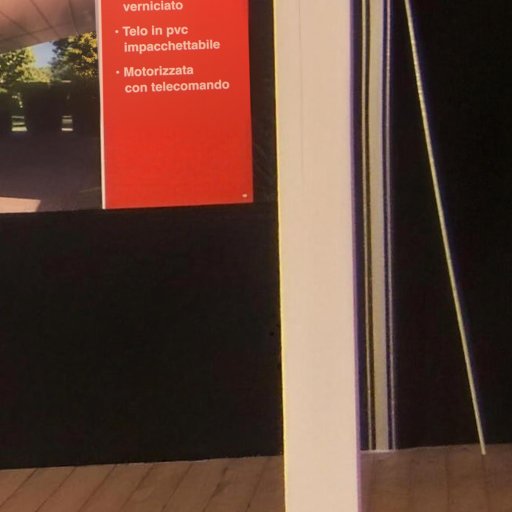 verniciato
• Telo in pvc
impacchettabile
• Motorizzata
con telecomando